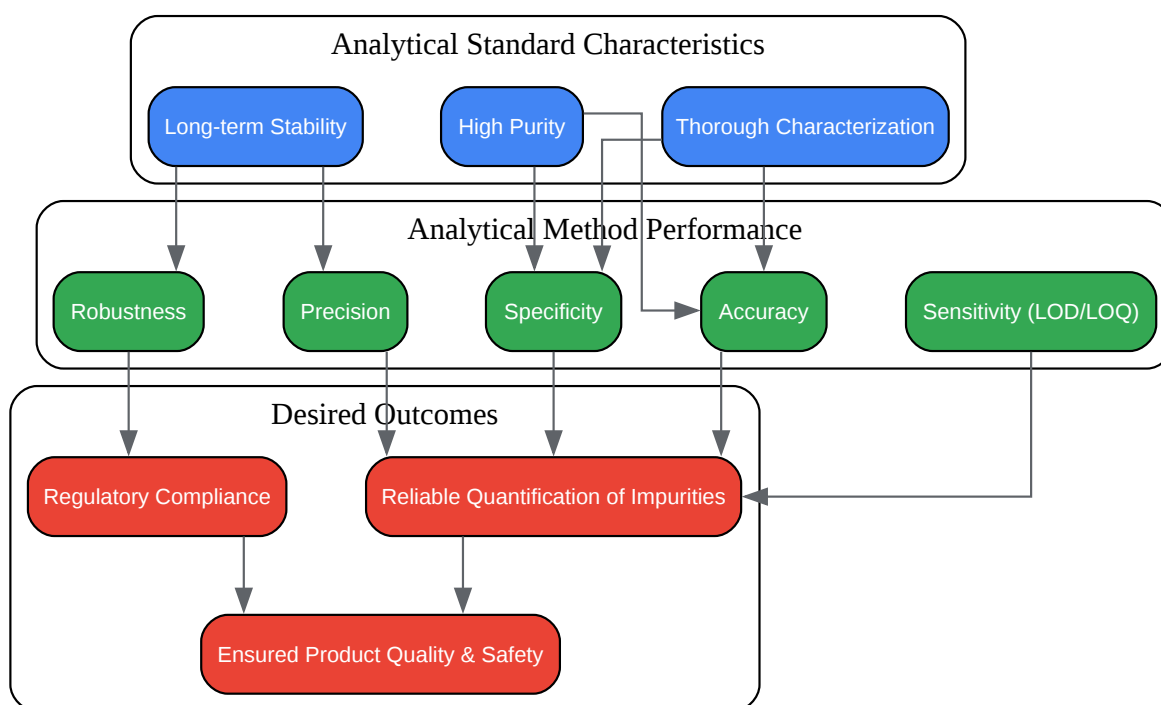 Analytical Standard Characteristics
Long-term Stability
High Purity
Thorough Characterization
Analytical Method Performance
Robustness
Precision
Specificity
Accuracy
Sensitivity (LOD/LOQ)
Desired Outcomes
Regulatory Compliance
Reliable Quantification of Impurities
Ensured Product Quality & Safety